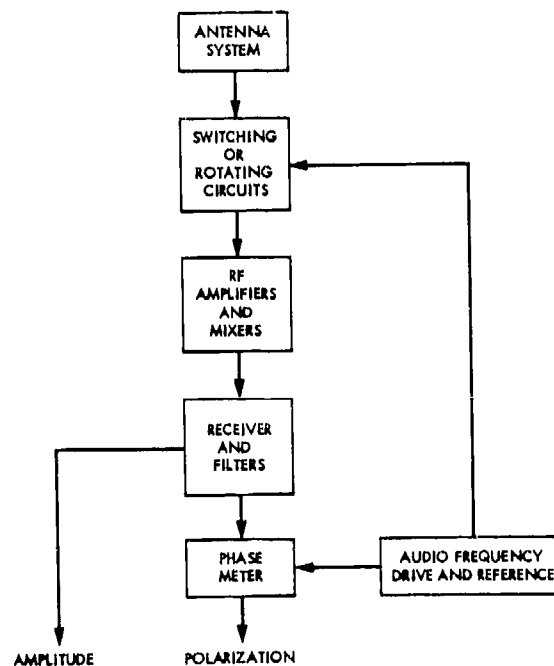 ANTENNA
SYSTEM
SWITCHING
OR
ROTATING
CIRCUITS
RF
AMPLIFIERS
AND
MIXERS
RECEIVER
AND
FILTERS
PHASE
METER
AUDIO FREQUENCY
DRIVE AND REFERENCE
AMPLITUDE
POLARIZATION